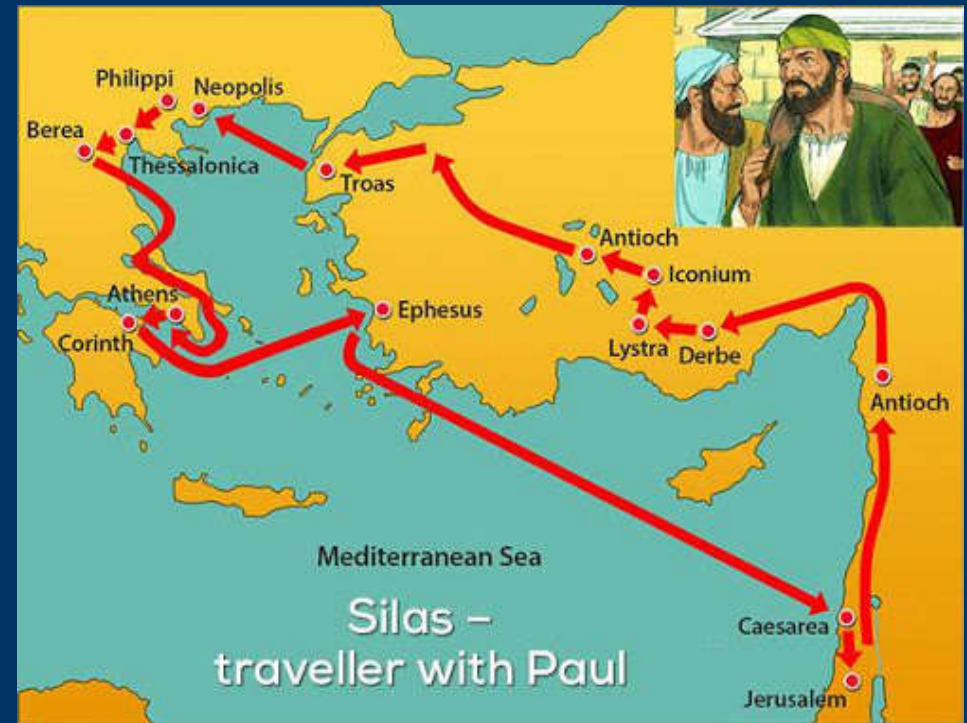 Philippi
Neopolis
Berea
Thessalonica
Troas
Antioch
Iconium
Athens
Ephesus
Corinth
Lystra
Derbe
Antioch
Mediterranean Sea
Silas –
traveller with Paul
Caesarea
Jerusalem